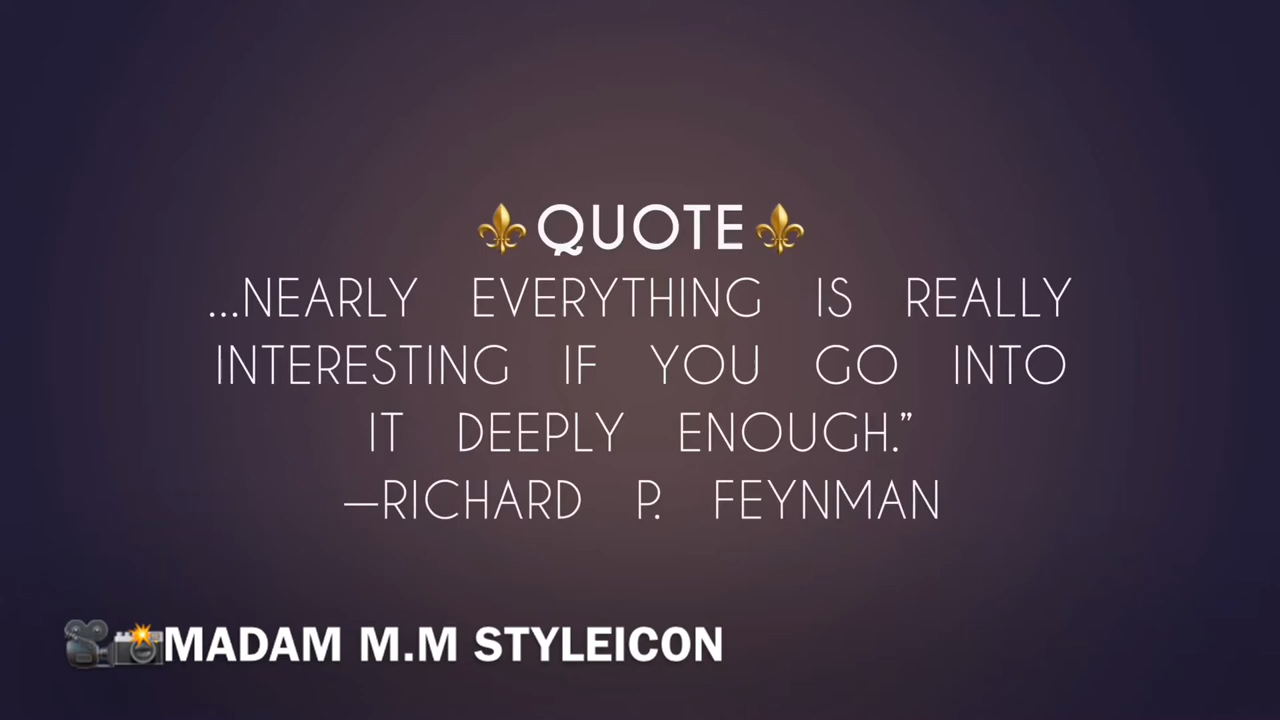 ⚜️QUOTE⚜️
...NEARLY EVERYTHING IS REALLY
INTERESTING IF YOU GO INTO
IT DEEPLY ENOUGH.”
—RICHARD P. FEYNMAN
🎥📸MADAM M.M STYLEICON